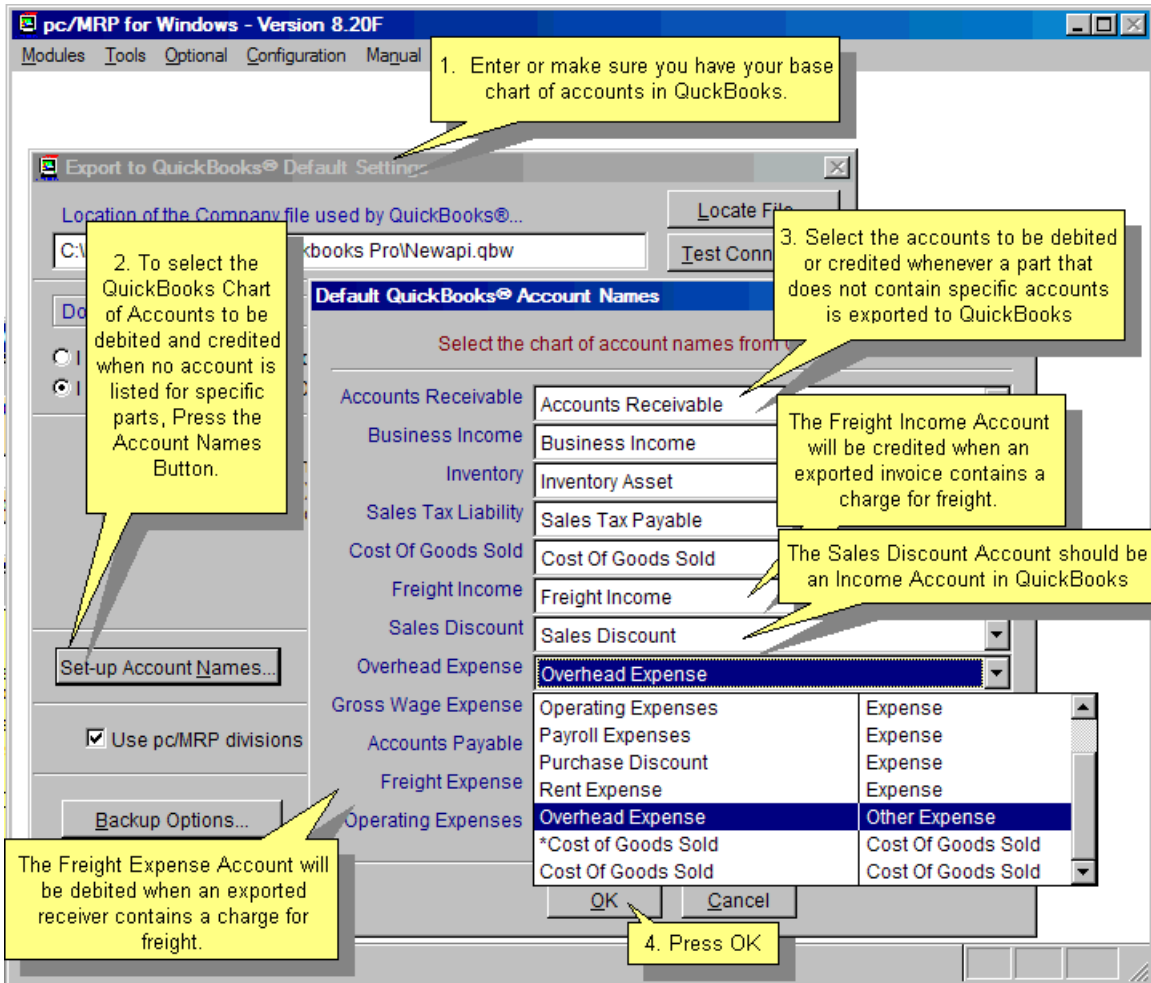 pc/MRP for Windows - Version 8.20F
Modules Tools Optional Configuration Manual
1. Enter or make sure you have your base
chart of accounts in QuckBooks.
Export to QuickBooks® Default Settings
Location of the Company file used by QuickBooks®...
Locate File
C:\
kbooks Pro\Newapi.qbw
Test Conn
2. To select the
QuickBooks Chart
of Accounts to be
debited and credited
when no account is
listed for specific
parts, Press the
Account Names
Button.
3. Select the accounts to be debited
or credited whenever a part that
does not contain specific accounts
is exported to QuickBooks
Do
I
I
Default QuickBooks® Account Names
Select the chart of account names from
Accounts Receivable
Accounts Receivable
Business Income
Business Income
Inventory
Inventory Asset
Sales Tax Liability
Sales Tax Payable
Cost Of Goods Sold
Cost Of Goods Sold
Freight Income
Freight Income
Sales Discount
Sales Discount
Overhead Expense
Overhead Expense
The Freight Income Account
will be credited when an
exported invoice contains a
charge for freight.
The Sales Discount Account should be
an Income Account in QuickBooks
Set-up Account Names...
Gross Wage Expense
Accounts Payable
Freight Expense
Operating Expenses
Operating Expenses Expense
Payroll Expenses Expense
Purchase Discount Expense
Rent Expense Expense
Overhead Expense Other Expense
*Cost of Goods Sold Cost Of Goods Sold
Cost Of Goods Sold Cost Of Goods Sold
Use pc/MRP divisions
Backup Options...
The Freight Expense Account will
be debited when an exported
receiver contains a charge for
freight.
OK Cancel
4. Press OK